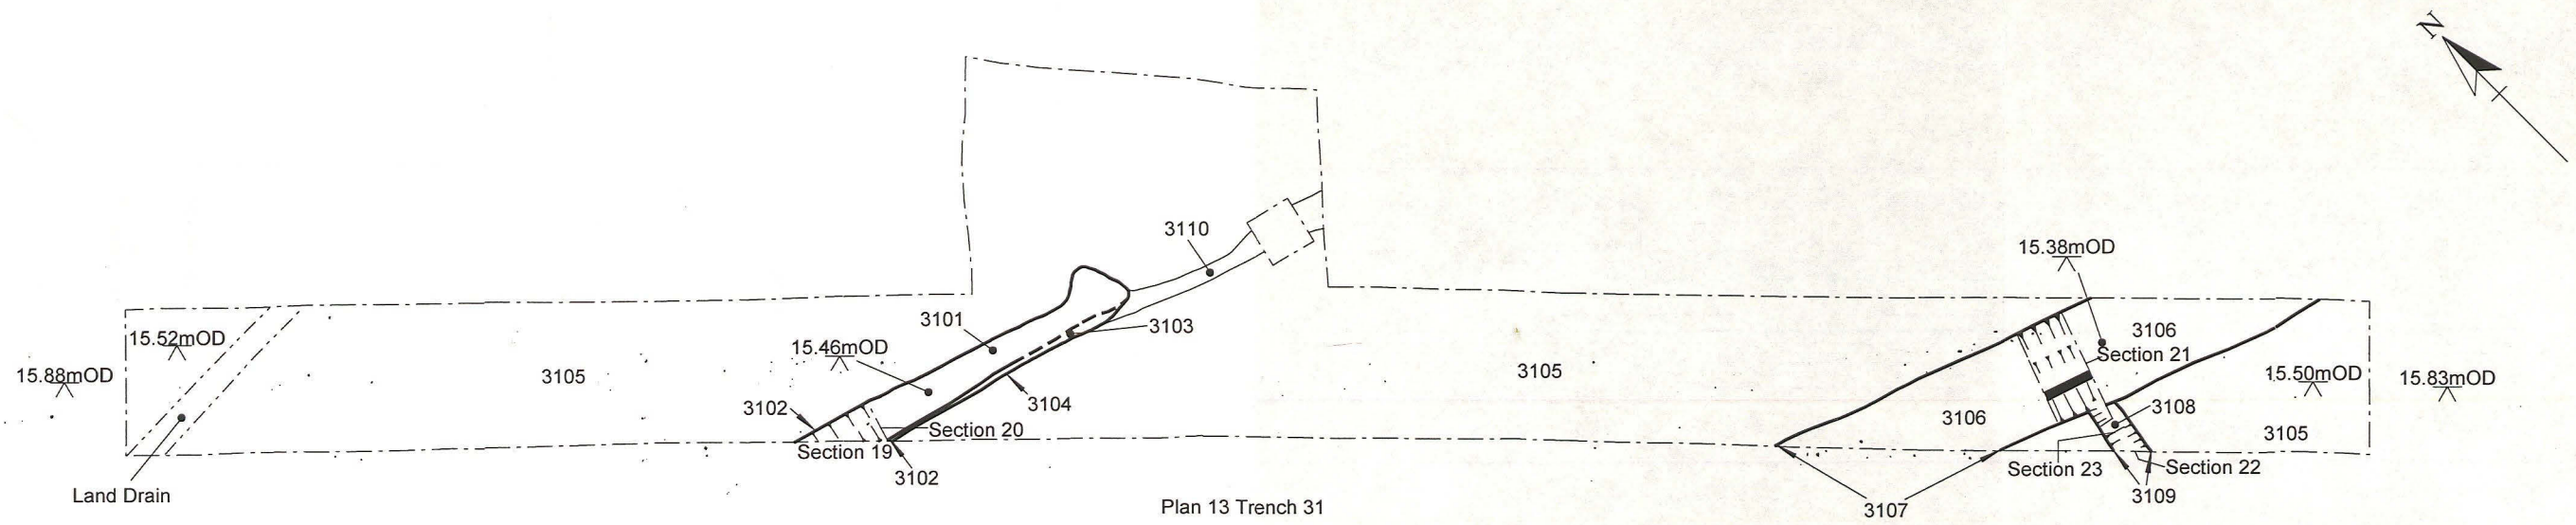 N
3110
15.38mOD
3101
3103
3106
15.52mOD
15.46mOD
Section 21
15.88mOD
3105
3105
15.50mOD
15.83mOD
3102
3104
3106
3108
Section 20
3105
Section 19
Section 23
Section 22
3102
Land Drain
3109
Plan 13 Trench 31
3107